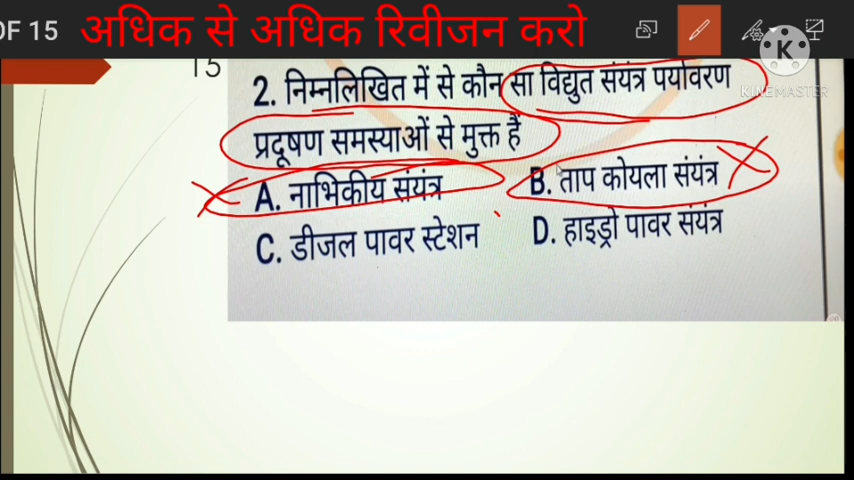 OF 15 अधिक से अधिक रिवीजन करो
K
KINEMASTER
15
2. निम्नलिखित में से कौन सा विद्युत संयंत्र पर्यावरण
प्रदूषण समस्याओं से मुक्त है
A. नाभिकीय संयंत्र B. ताप कोयला संयंत्र
C. डीजल पावर स्टेशन D. हाइड्रो पावर संयंत्र